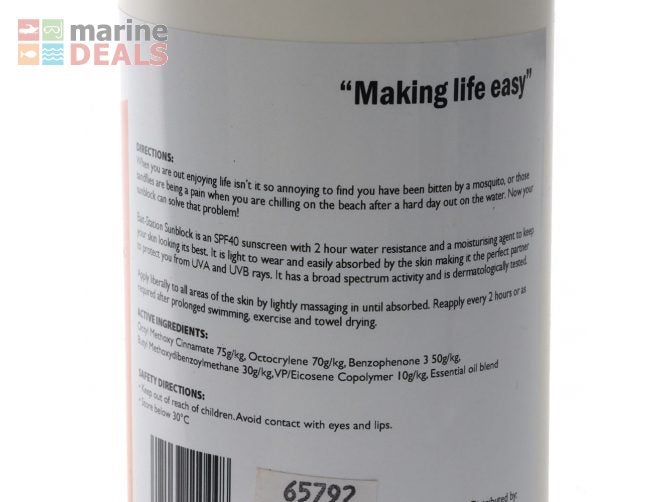 marine
DEALS
"Making life easy"
DIRECTIONS:
When you are out enjoying life isn't it so annoying to find you have been bitten by a mosquito, or those
sandflies are being a pain when you are chilling on the beach after a hard day out on the water. Now your
sunblock can solve that problem!
Bait-Station Sunblock is an SPF40 sunscreen with 2 hour water resistance and a moisturising agent to keep
your skin looking its best. It is light to wear and easily absorbed by the skin making it the perfect partner
to protect you from UVA and UVB rays. It has a broad spectrum activity and is dermatologically tested.
Apply liberally to all areas of the skin by lightly massaging in until absorbed. Reapply every 2 hours or as
required after prolonged swimming, exercise and towel drying.
ACTIVE INGREDIENTS:
Octyl Methoxy Cinnamate 75g/kg, Octocrylene 70g/kg, Benzophenone 3 50g/kg,
Butyl Methoxydibenzoylmethane 30g/kg, VP/Eicosene Copolymer 10g/kg, Essential oil blend
SAFETY DIRECTIONS:
- Keep out of reach of children. Avoid contact with eyes and lips.
- Store below 30°C
65792
Distributed by: